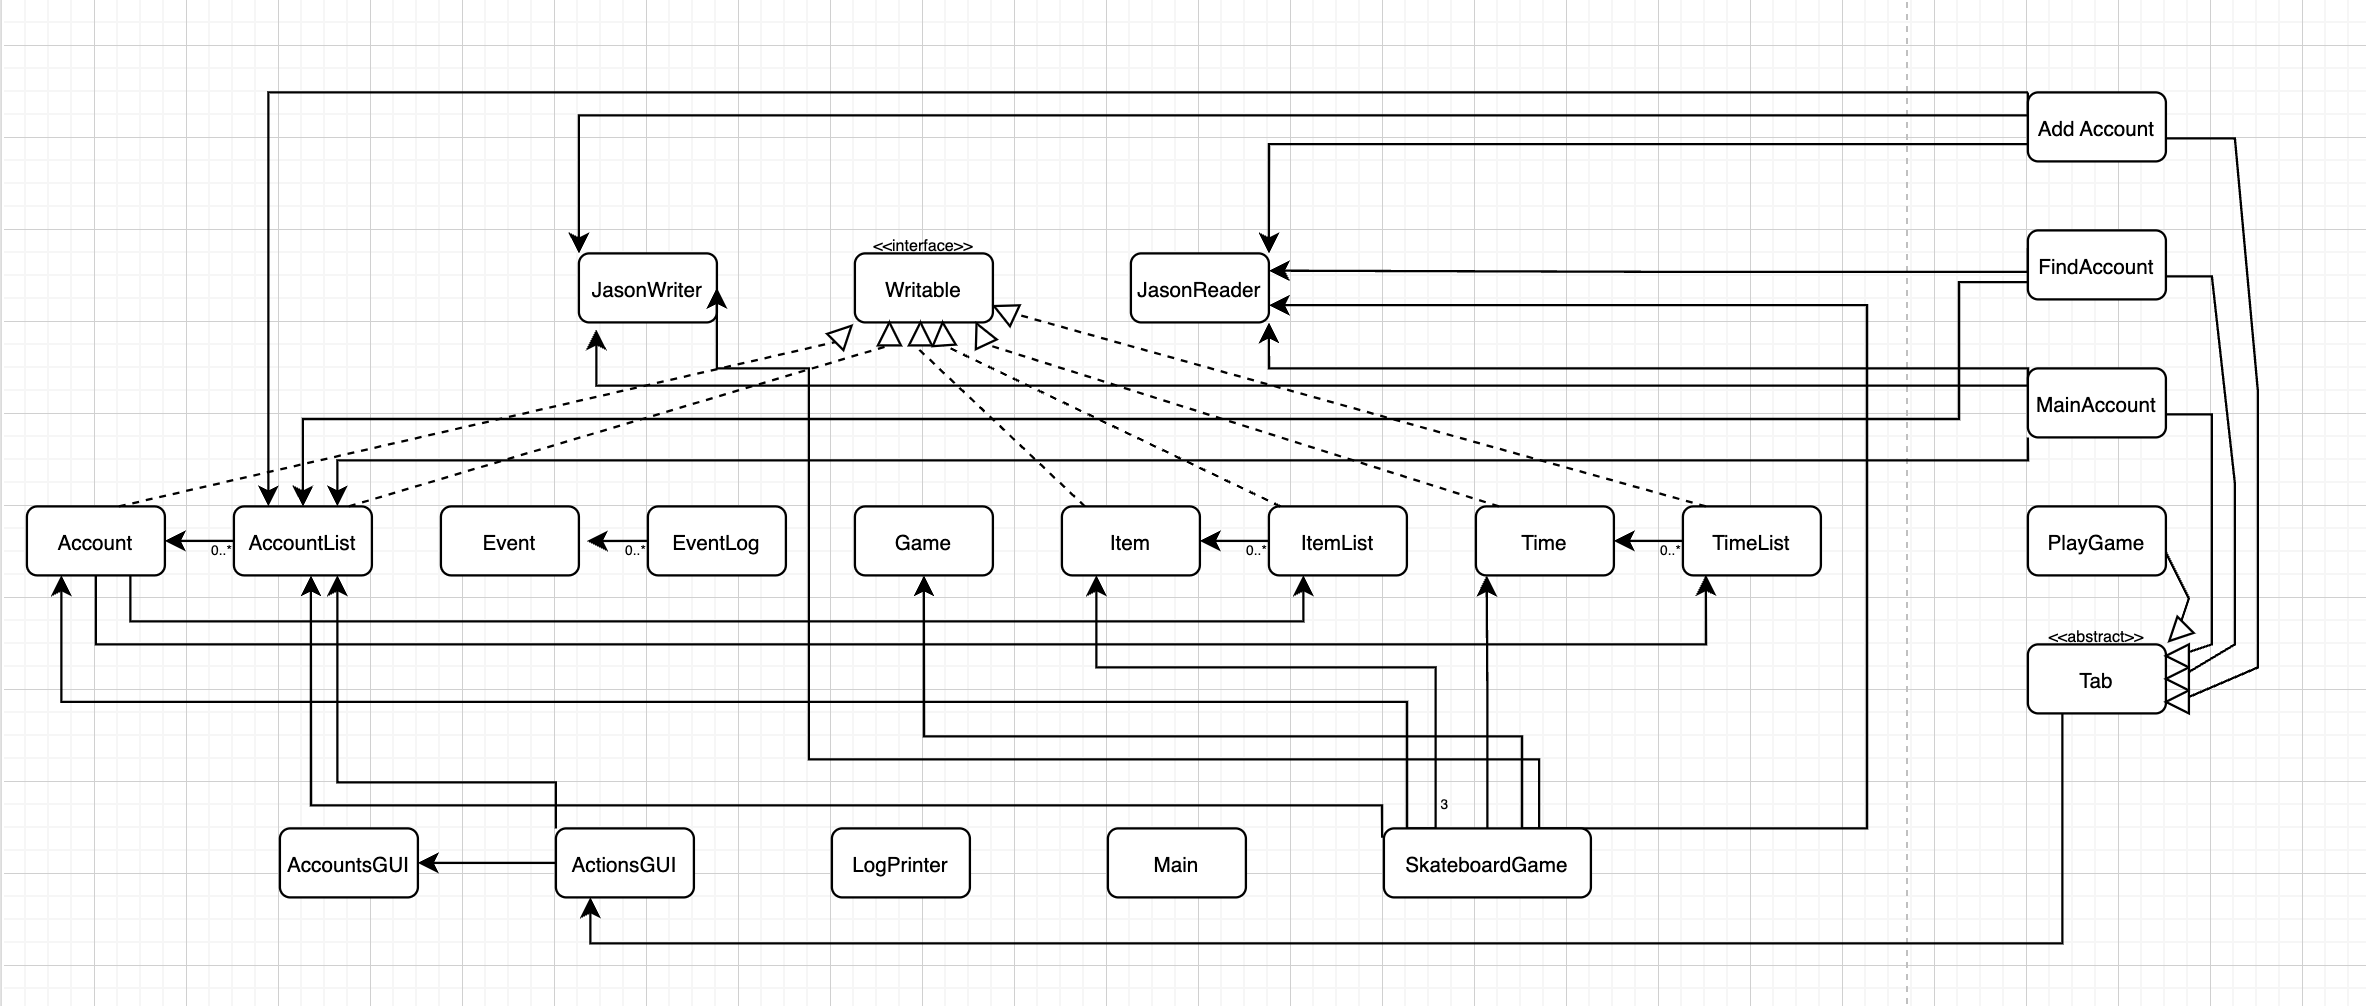 Add Account
<<interface>>
JasonWriter
Writable
JasonReader
FindAccount
MainAccount
Account
0..*
AccountList
Event
0..*
EventLog
Game
Item
0..*
ItemList
Time
0..*
TimeList
PlayGame
<<abstract>>
Tab
3
AccountsGUI
ActionsGUI
LogPrinter
Main
SkateboardGame